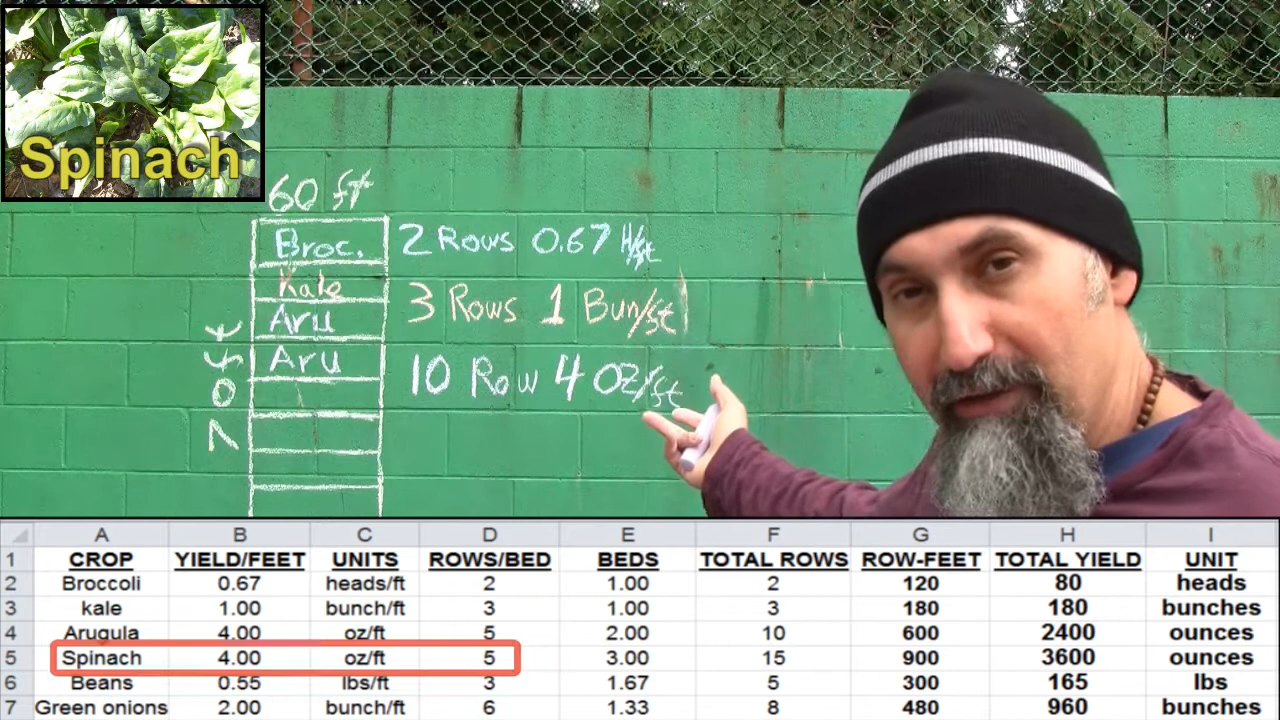 Spinach
60 ft
Broc. 2 Rows 0.67 H/ft
Kale 3 Rows 1 Bun/ft
Aru
Aru 10 Row 4 oz/ft
A B C D E F G H I
1 CROP YIELD/FEET UNITS ROWS/BED BEDS TOTAL ROWS ROW-FEET TOTAL YIELD UNIT
2 Broccoli 0.67 heads/ft 2 1.00 2 120 80 heads
3 kale 1.00 bunch/ft 3 1.00 3 180 180 bunches
4 Arugula 4.00 oz/ft 5 2.00 10 600 2400 ounces
5 Spinach 4.00 oz/ft 5 3.00 15 900 3600 ounces
6 Beans 0.55 lbs/ft 3 1.67 5 300 165 lbs
7 Green onions 2.00 bunch/ft 6 1.33 8 480 960 bunches